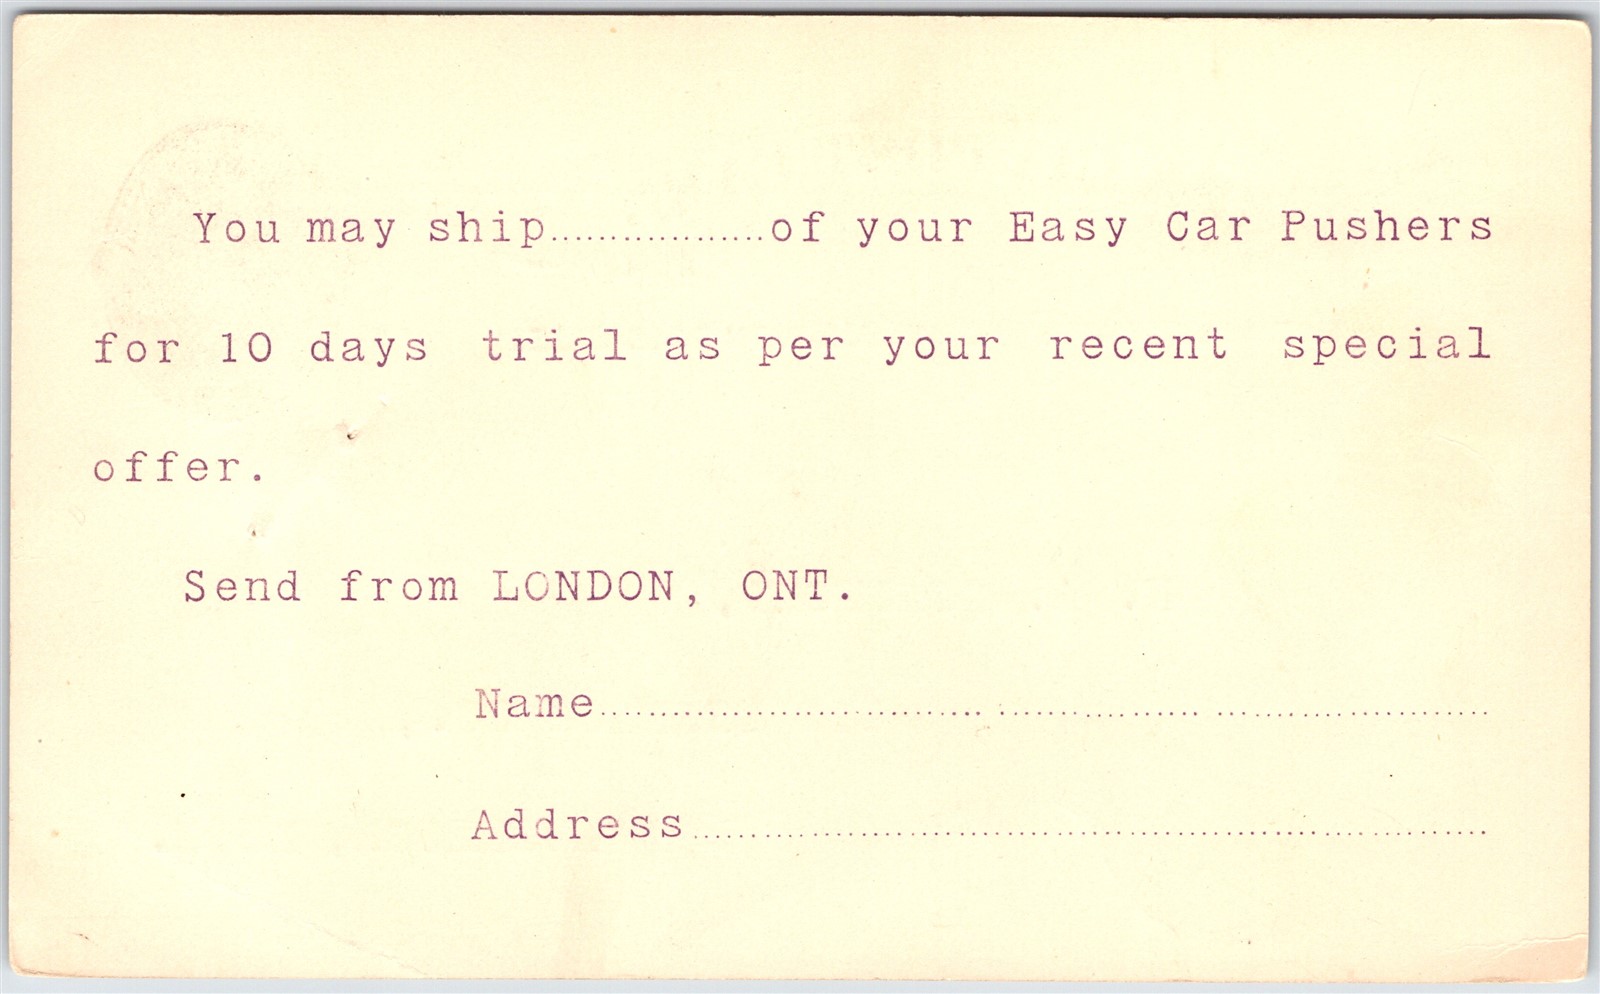 You may ship..................of your Easy Car Pushers
for 10 days trial as per your recent special
offer.
Send from LONDON, ONT.
Name..........................................................................
Address..................................................................